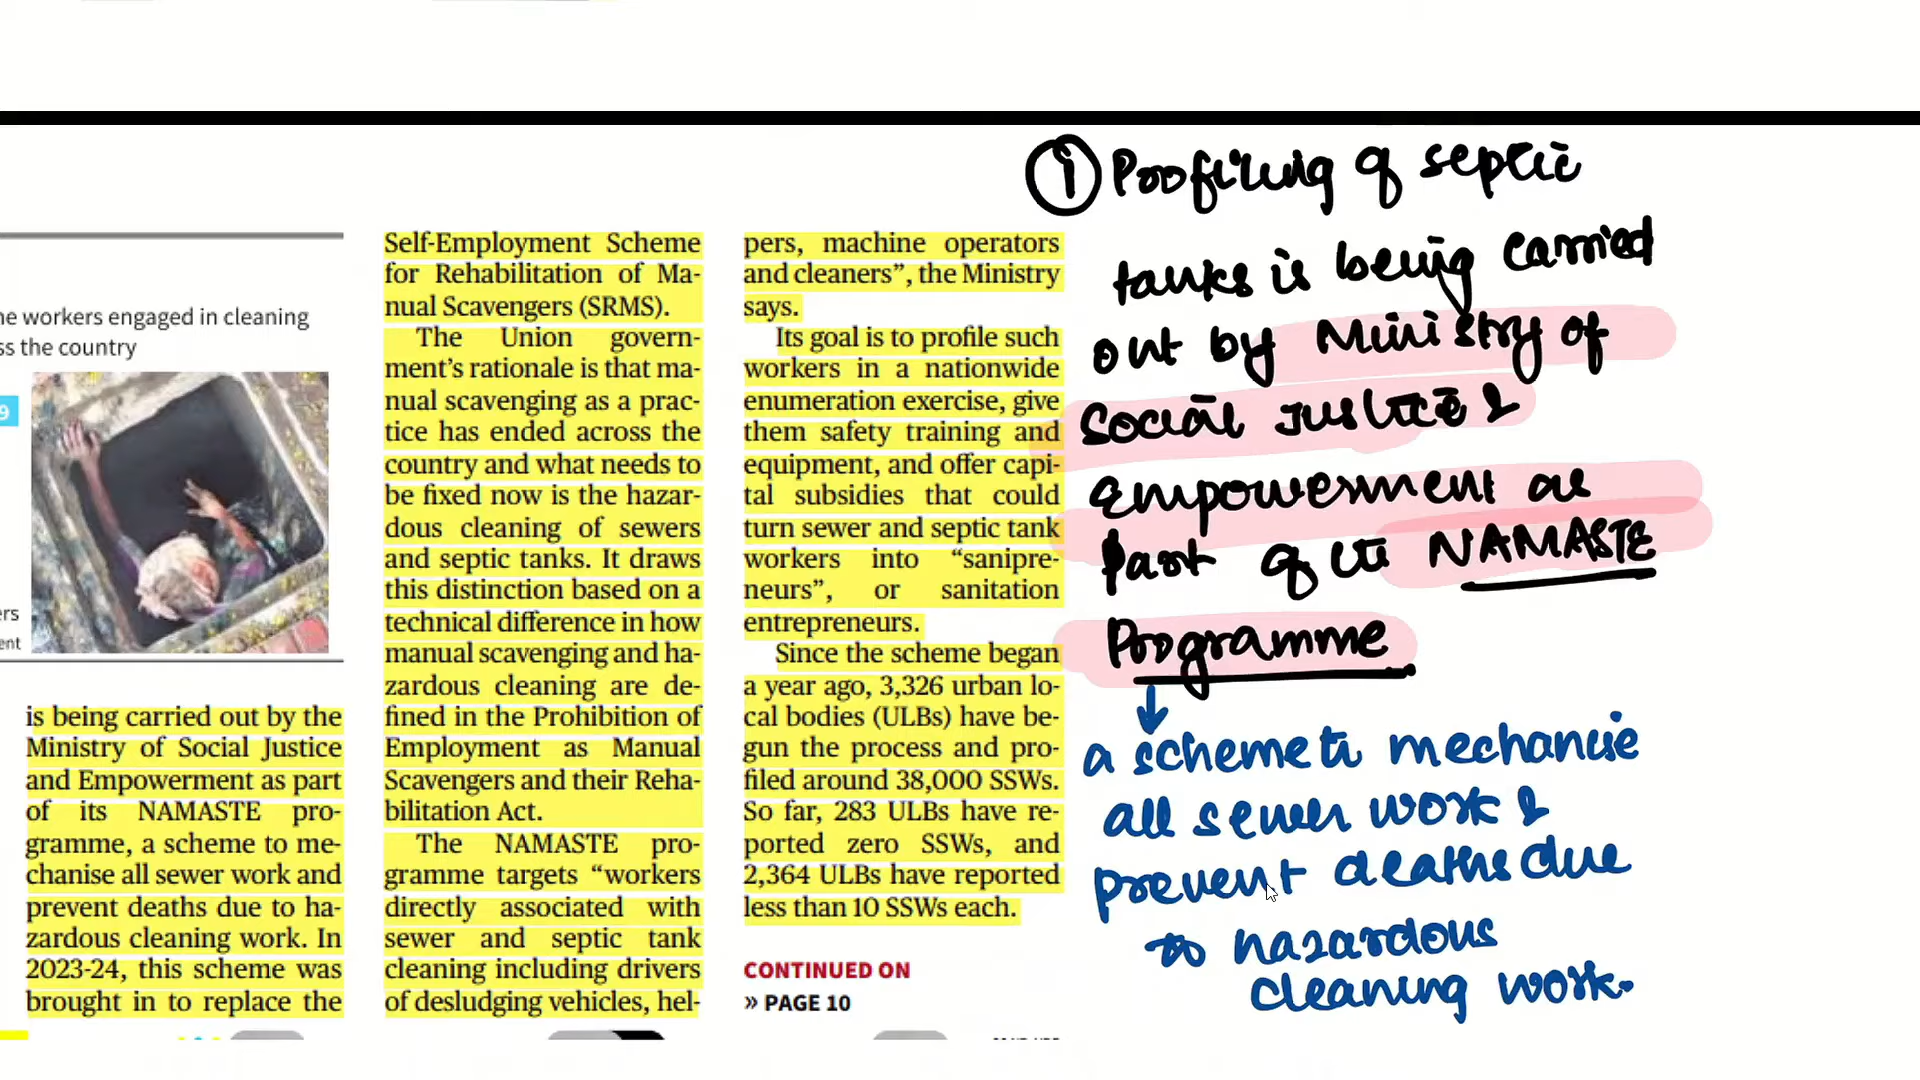 he workers engaged in cleaning
ss the country
9
ers
ent
is being carried out by the
Ministry of Social Justice
and Empowerment as part
of its NAMASTE pro-
gramme, a scheme to me-
chanise all sewer work and
prevent deaths due to ha-
zardous cleaning work. In
2023-24, this scheme was
brought in to replace the
Self-Employment Scheme
for Rehabilitation of Ma-
nual Scavengers (SRMS).
The Union govern-
ment’s rationale is that ma-
nual scavenging as a prac-
tice has ended across the
country and what needs to
be fixed now is the hazar-
dous cleaning of sewers
and septic tanks. It draws
this distinction based on a
technical difference in how
manual scavenging and ha-
zardous cleaning are de-
fined in the Prohibition of
Employment as Manual
Scavengers and their Reha-
bilitation Act.
The NAMASTE pro-
gramme targets “workers
directly associated with
sewer and septic tank
cleaning including drivers
of desludging vehicles, hel-
pers, machine operators
and cleaners”, the Ministry
says.
Its goal is to profile such
workers in a nationwide
enumeration exercise, give
them safety training and
equipment, and offer capi-
tal subsidies that could
turn sewer and septic tank
workers into “sanipre-
neurs”, or sanitation
entrepreneurs.
Since the scheme began
a year ago, 3,326 urban lo-
cal bodies (ULBs) have be-
gun the process and pro-
filed around 38,000 SSWs.
So far, 283 ULBs have re-
ported zero SSWs, and
2,364 ULBs have reported
less than 10 SSWs each.
CONTINUED ON
» PAGE 10
1 Profiling of septic
tanks is being carried
out by Ministry of
Social Justice &
Empowerment as
part of its NAMASTE
Programme
a scheme to mechanise
all sewer work &
prevent deaths due
to hazardous
cleaning work.